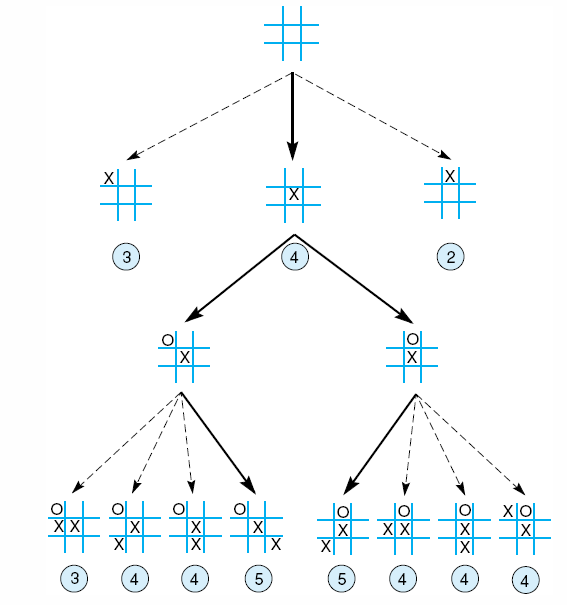 X X
X
3 4 2
O O
X X
O O O O O O O X O
X X X X X X X X X X
X X X X X
3 4 4 5 5 4 4 4